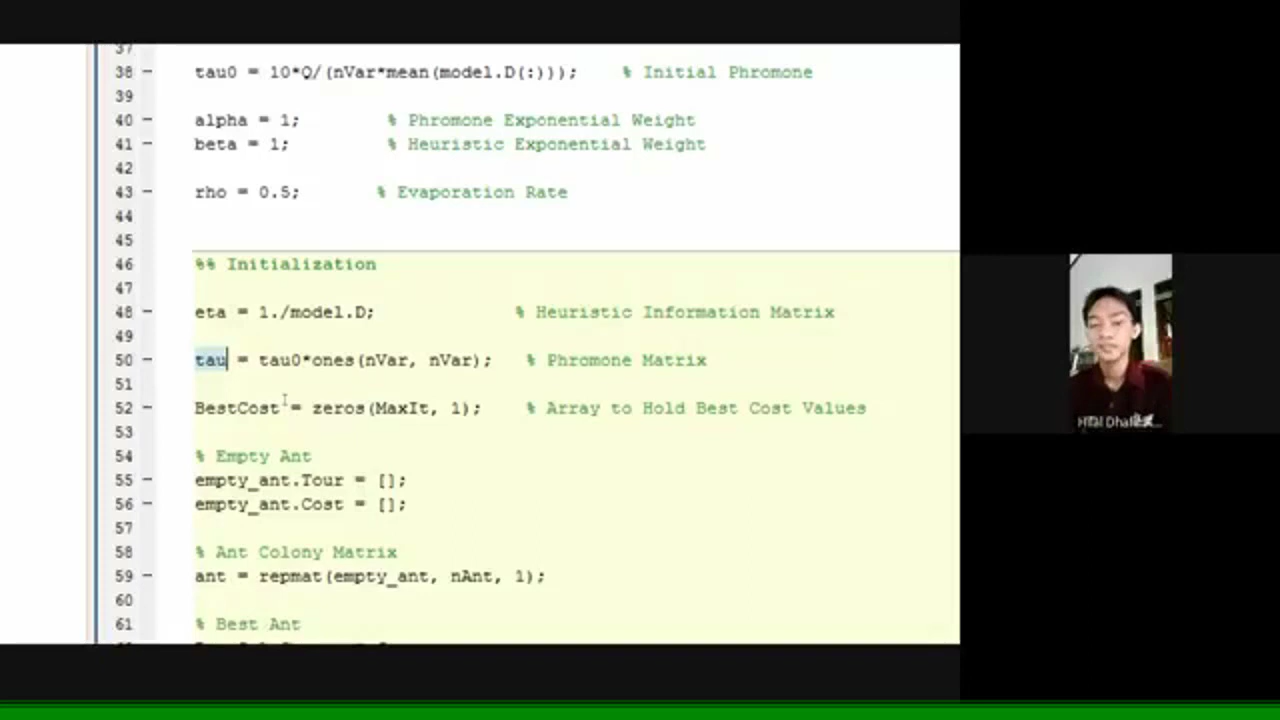 37
38 - tau0 = 10*Q/(nVar*mean(model.D(:))); % Initial Phromone
39
40 - alpha = 1; % Phromone Exponential Weight
41 - beta = 1; % Heuristic Exponential Weight
42
43 - rho = 0.5; % Evaporation Rate
44
45
46 %% Initialization
47
48 - eta = 1./model.D; % Heuristic Information Matrix
49
50 - tau = tau0*ones(nVar, nVar); % Phromone Matrix
51
52 - BestCost = zeros(MaxIt, 1); % Array to Hold Best Cost Values
53
54 % Empty Ant
55 - empty_ant.Tour = [];
56 - empty_ant.Cost = [];
57
58 % Ant Colony Matrix
59 - ant = repmat(empty_ant, nAnt, 1);
60
61 % Best Ant